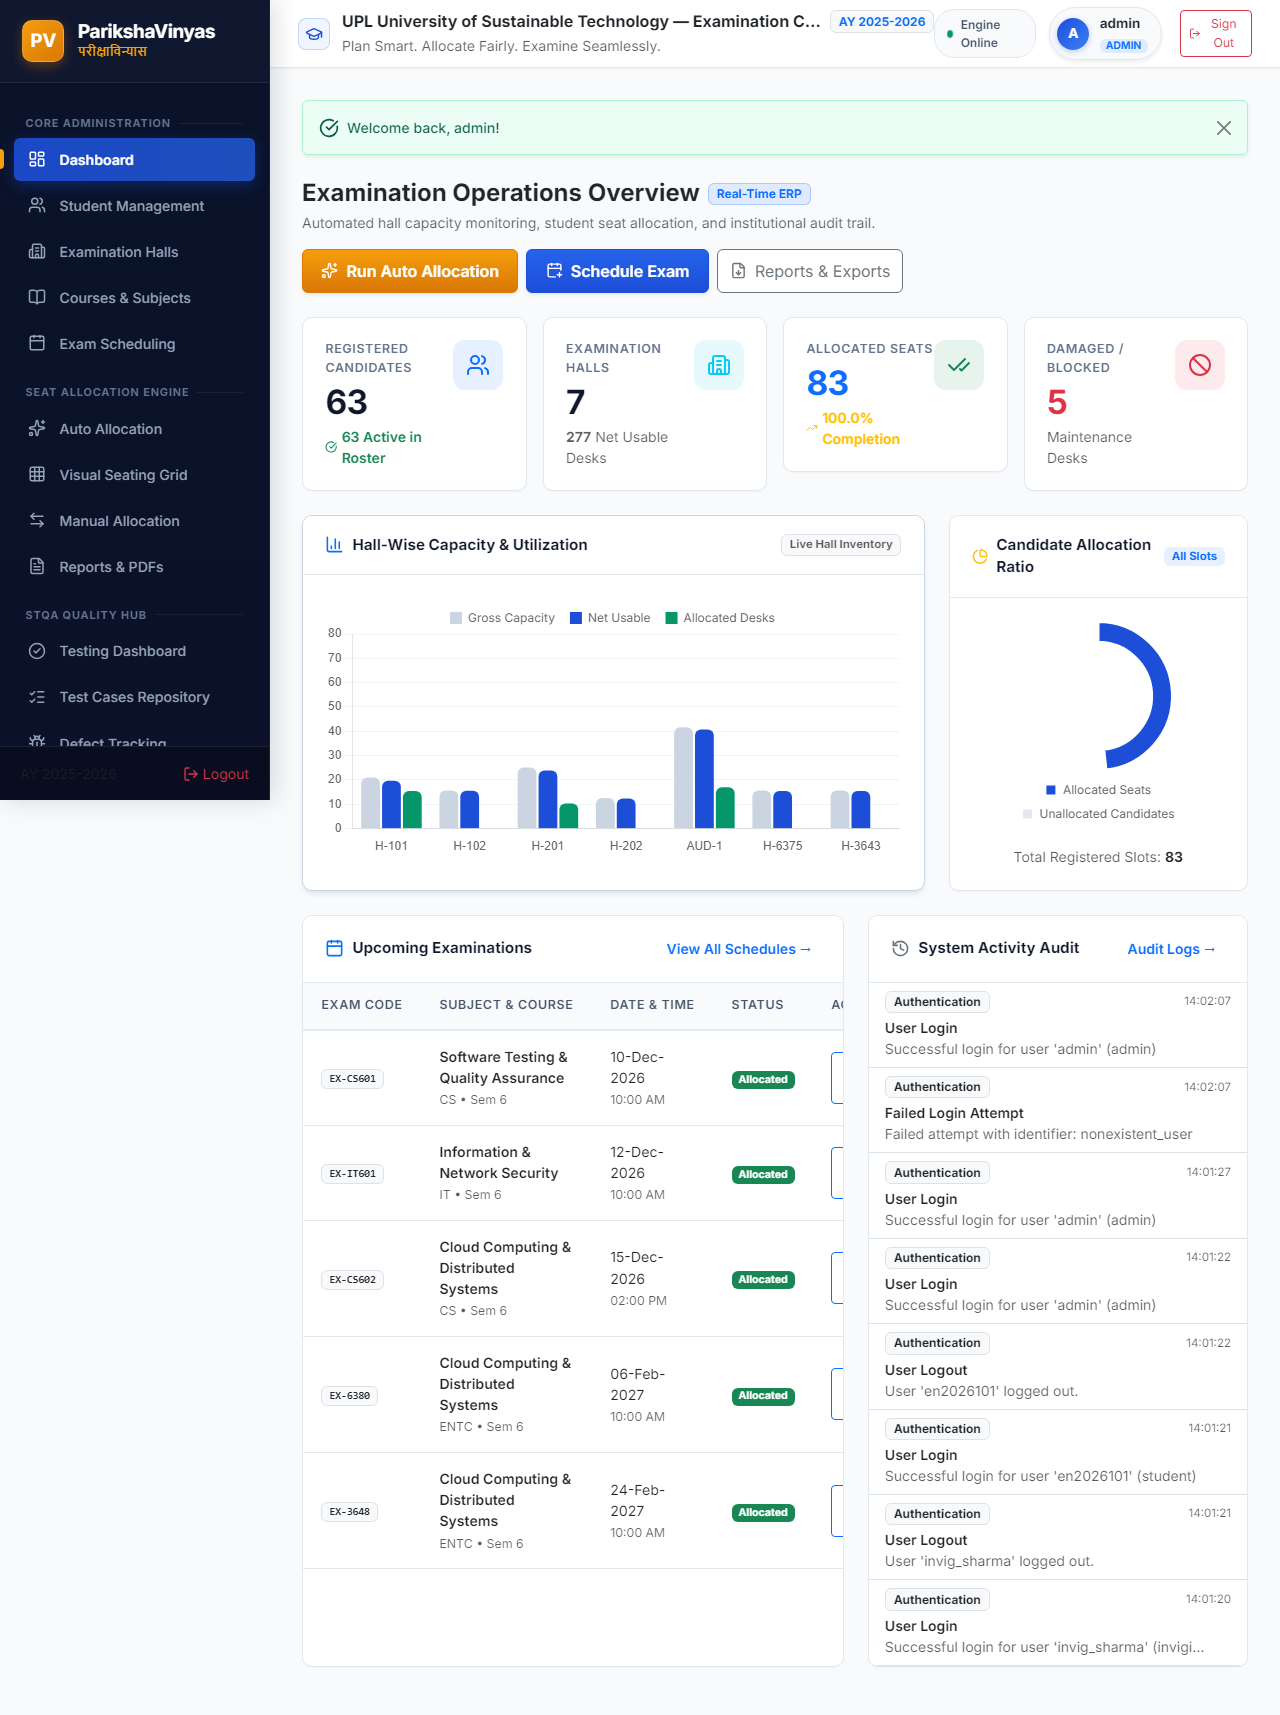 PV
ParikshaVinyas
परीक्षाविन्यास
CORE ADMINISTRATION
Dashboard
Student Management
Examination Halls
Courses & Subjects
Exam Scheduling
SEAT ALLOCATION ENGINE
Auto Allocation
Visual Seating Grid
Manual Allocation
Reports & PDFs
STQA QUALITY HUB
Testing Dashboard
Test Cases Repository
Defect Tracking
AY 2025-2026
Logout
UPL University of Sustainable Technology — Examination C...
AY 2025-2026
Plan Smart. Allocate Fairly. Examine Seamlessly.
Engine
Online
A
admin
ADMIN
Sign
Out
Welcome back, admin!
Examination Operations Overview
Real-Time ERP
Automated hall capacity monitoring, student seat allocation, and institutional audit trail.
Run Auto Allocation
Schedule Exam
Reports & Exports
REGISTERED
CANDIDATES
63
63 Active in
Roster
EXAMINATION
HALLS
7
277 Net Usable
Desks
ALLOCATED SEATS
83
100.0%
Completion
DAMAGED /
BLOCKED
5
Maintenance
Desks
Hall-Wise Capacity & Utilization
Live Hall Inventory
Gross Capacity
Net Usable
Allocated Desks
80
70
60
50
40
30
20
10
0
H-101
H-102
H-201
H-202
AUD-1
H-6375
H-3643
Candidate Allocation
Ratio
All Slots
Allocated Seats
Unallocated Candidates
Total Registered Slots: 83
Upcoming Examinations
View All Schedules →
EXAM CODE SUBJECT & COURSE DATE & TIME STATUS
EX-CS601
Software Testing &
Quality Assurance
CS • Sem 6
10-Dec-
2026
10:00 AM
Allocated
EX-IT601
Information &
Network Security
IT • Sem 6
12-Dec-
2026
10:00 AM
Allocated
EX-CS602
Cloud Computing &
Distributed
Systems
CS • Sem 6
15-Dec-
2026
02:00 PM
Allocated
EX-6380
Cloud Computing &
Distributed
Systems
ENTC • Sem 6
06-Feb-
2027
10:00 AM
Allocated
EX-3648
Cloud Computing &
Distributed
Systems
ENTC • Sem 6
24-Feb-
2027
10:00 AM
Allocated
System Activity Audit
Audit Logs →
Authentication 14:02:07
User Login
Successful login for user 'admin' (admin)
Authentication 14:02:07
Failed Login Attempt
Failed attempt with identifier: nonexistent_user
Authentication 14:01:27
User Login
Successful login for user 'admin' (admin)
Authentication 14:01:22
User Login
Successful login for user 'admin' (admin)
Authentication 14:01:22
User Logout
User 'en2026101' logged out.
Authentication 14:01:21
User Login
Successful login for user 'en2026101' (student)
Authentication 14:01:21
User Logout
User 'invig_sharma' logged out.
Authentication 14:01:20
User Login
Successful login for user 'invig_sharma' (invigi...